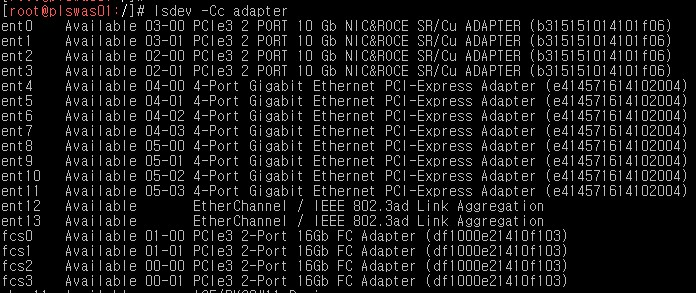 [root@plswas01:/]# lsdev -Cc adapter
ent0 Available 03-00 PCIe3 2 PORT 10 Gb NIC&ROCE SR/Cu ADAPTER (b315151014101f06)
ent1 Available 03-01 PCIe3 2 PORT 10 Gb NIC&ROCE SR/Cu ADAPTER (b315151014101f06)
ent2 Available 02-00 PCIe3 2 PORT 10 Gb NIC&ROCE SR/Cu ADAPTER (b315151014101f06)
ent3 Available 02-01 PCIe3 2 PORT 10 Gb NIC&ROCE SR/Cu ADAPTER (b315151014101f06)
ent4 Available 04-00 4-Port Gigabit Ethernet PCI-Express Adapter (e414571614102004)
ent5 Available 04-01 4-Port Gigabit Ethernet PCI-Express Adapter (e414571614102004)
ent6 Available 04-02 4-Port Gigabit Ethernet PCI-Express Adapter (e414571614102004)
ent7 Available 04-03 4-Port Gigabit Ethernet PCI-Express Adapter (e414571614102004)
ent8 Available 05-00 4-Port Gigabit Ethernet PCI-Express Adapter (e414571614102004)
ent9 Available 05-01 4-Port Gigabit Ethernet PCI-Express Adapter (e414571614102004)
ent10 Available 05-02 4-Port Gigabit Ethernet PCI-Express Adapter (e414571614102004)
ent11 Available 05-03 4-Port Gigabit Ethernet PCI-Express Adapter (e414571614102004)
ent12 Available EtherChannel / IEEE 802.3ad Link Aggregation
ent13 Available EtherChannel / IEEE 802.3ad Link Aggregation
fcs0 Available 01-00 PCIe3 2-Port 16Gb FC Adapter (df1000e21410f103)
fcs1 Available 01-01 PCIe3 2-Port 16Gb FC Adapter (df1000e21410f103)
fcs2 Available 00-00 PCIe3 2-Port 16Gb FC Adapter (df1000e21410f103)
fcs3 Available 00-01 PCIe3 2-Port 16Gb FC Adapter (df1000e21410f103)